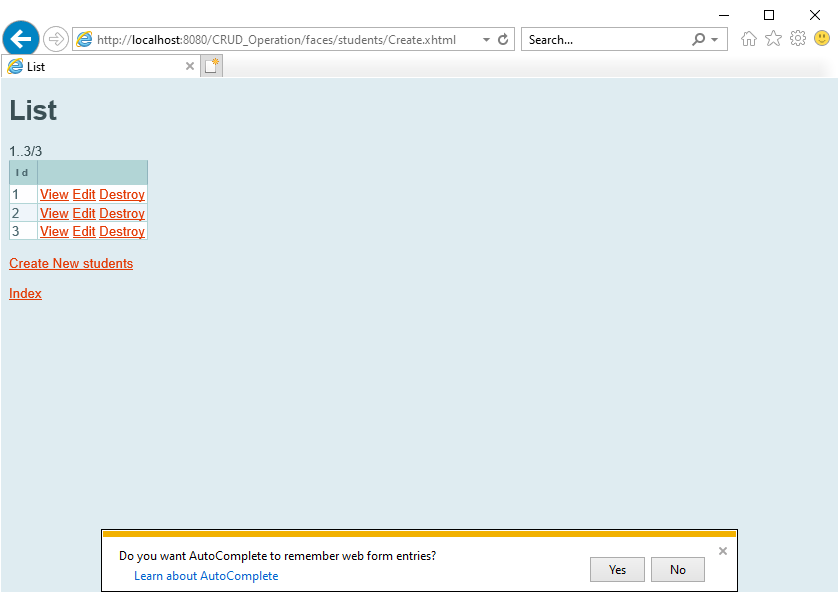 http://localhost:8080/CRUD_Operation/faces/students/Create.xhtml
Search...
List
List
1..3/3
Id
1 View Edit Destroy
2 View Edit Destroy
3 View Edit Destroy
Create New students
Index
Do you want AutoComplete to remember web form entries?
Learn about AutoComplete
Yes No